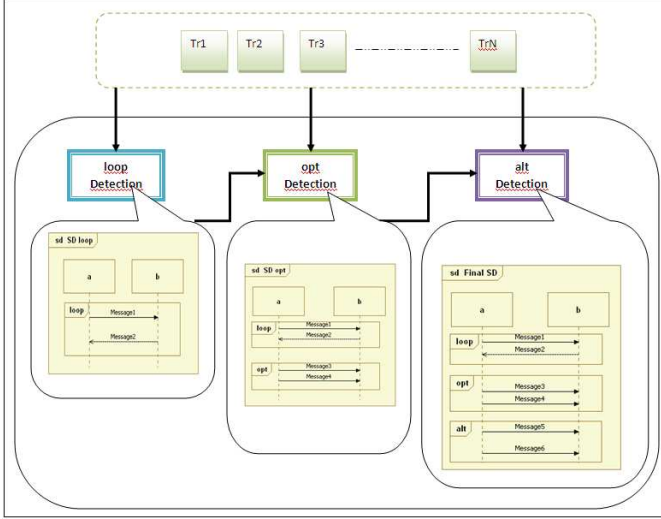 Tr1 Tr2 Tr3 TrN
loop
Detection
opt
Detection
alt
Detection
sd SD loop
a b
loop
Message1
Message2
sd SD opt
a b
loop
Message1
Message2
opt
Message3
Message4
sd Final SD
a b
loop
Message1
Message2
opt
Message3
Message4
alt
Message5
Message6